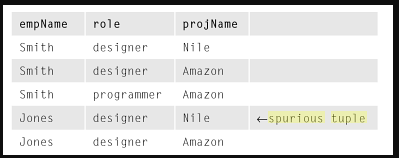 empName role projName
Smith designer Nile
Smith designer Amazon
Smith programmer Amazon
Jones designer Nile ←spurious tuple
Jones designer Amazon